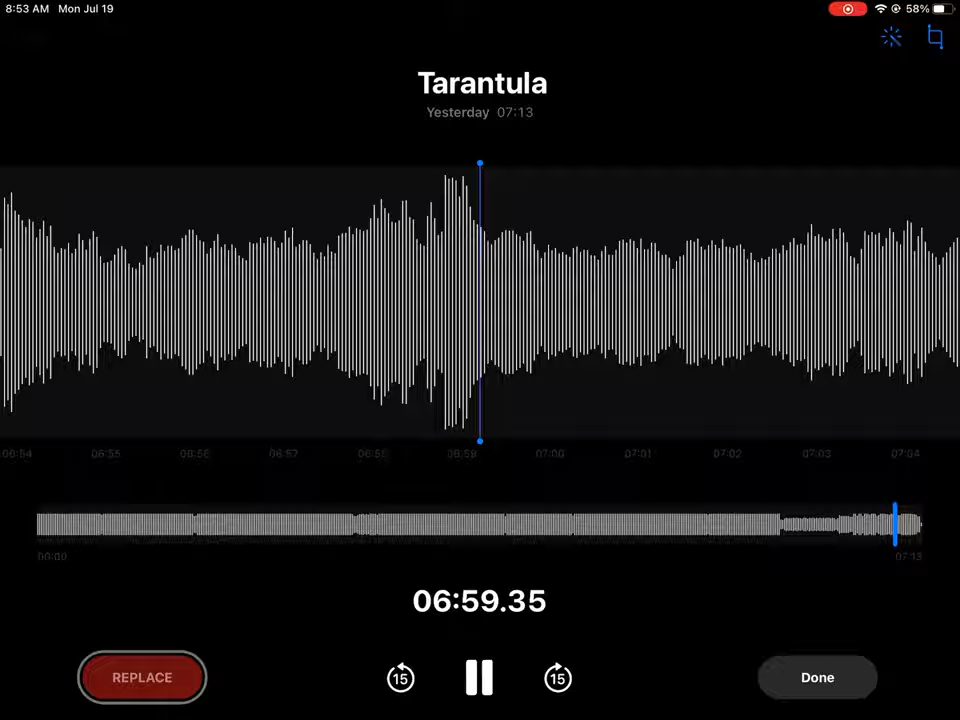 8:53 AM Mon Jul 19
58%
Tarantula
Yesterday 07:13
06:54 06:55 06:56 06:57 06:58 06:59 07:00 07:01 07:02 07:03 07:04
00:00 07:13
06:59.35
REPLACE 15 15 Done